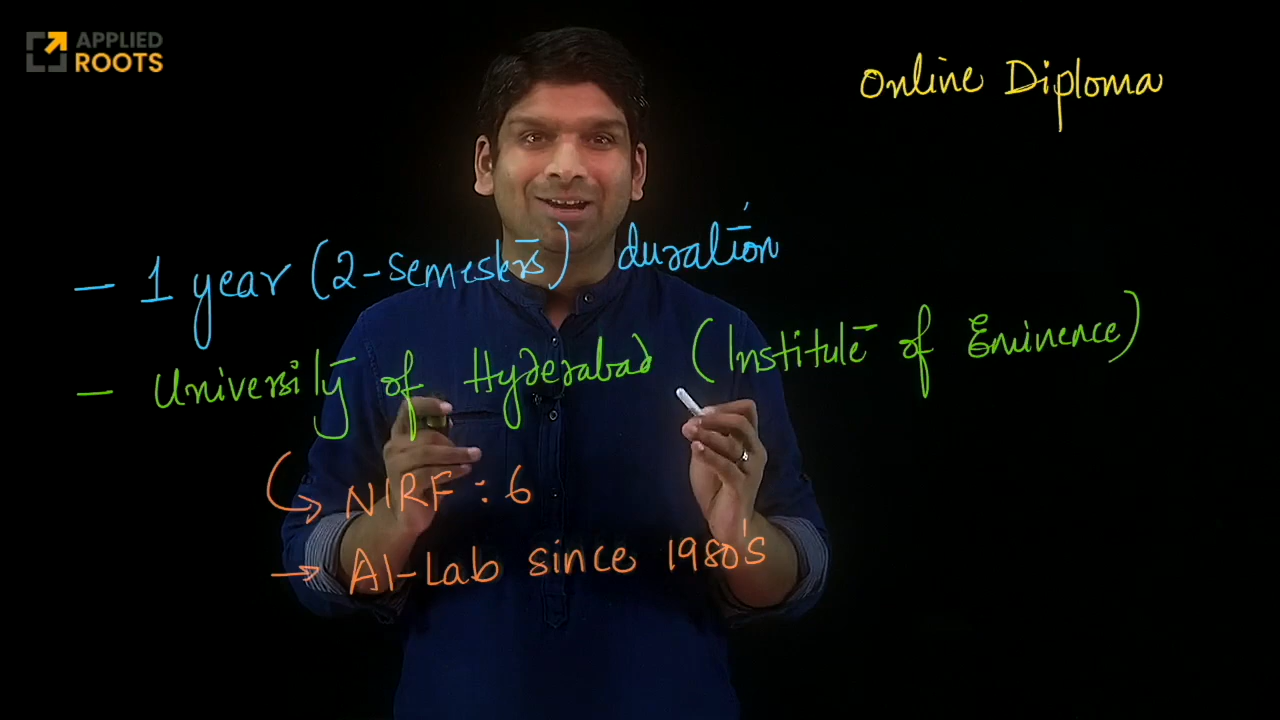 APPLIED
ROOTS
Online Diploma
- 1 year (2-semesters) duration
- University of Hyderabad (Institute of Eminence)
↳ NIRF : 6
→ AI-Lab since 1980's